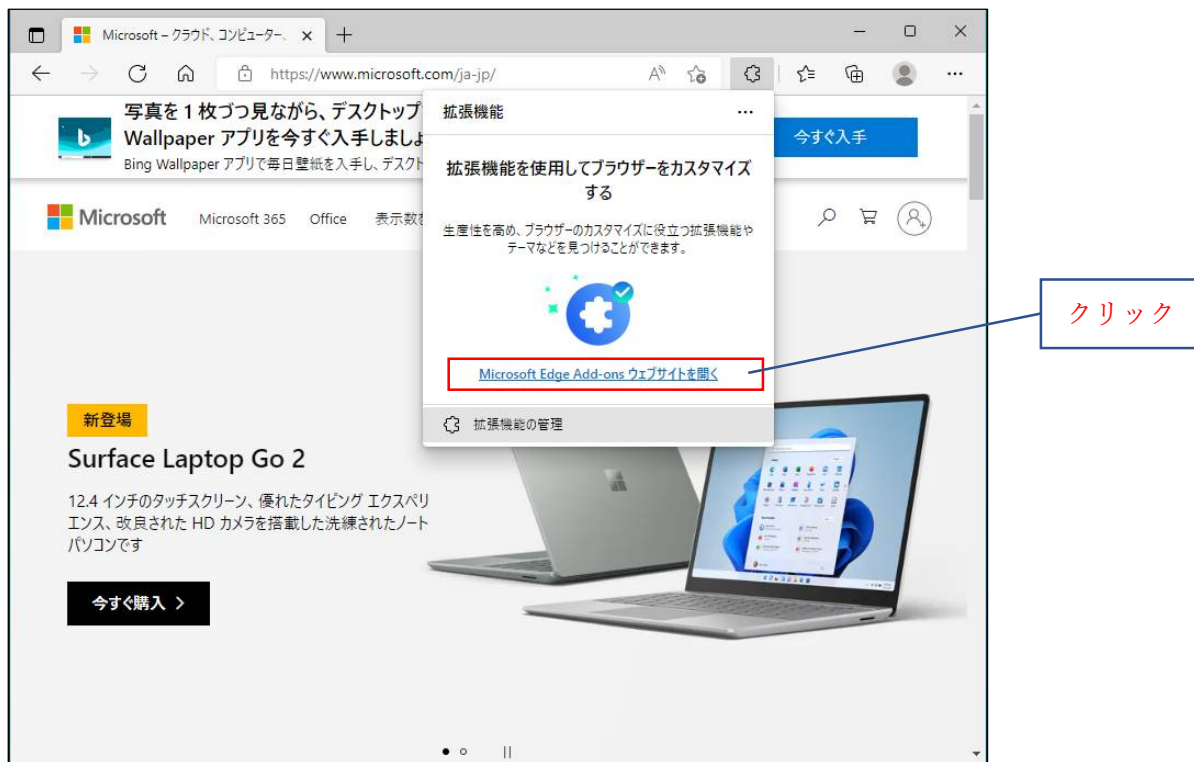 Microsoft – クラウド、コンピューター、
https://www.microsoft.com/ja-jp/
写真を 1 枚づつ見ながら、デスクトップ
Wallpaper アプリを今すぐ入手しましょ
Bing Wallpaper アプリで毎日壁紙を入手し、デスクト
今すぐ入手
Microsoft
Microsoft 365
Office
表示数を
拡張機能
拡張機能を使用してブラウザーをカスタマイズ
する
生産性を高め、ブラウザーのカスタマイズに役立つ拡張機能や
テーマなどを見つけることができます。
Microsoft Edge Add-ons ウェブサイトを開く
拡張機能の管理
クリック
新登場
Surface Laptop Go 2
12.4 インチのタッチスクリーン、優れたタイピング エクスペリ
エンス、改良された HD カメラを搭載した洗練されたノート
パソコンです
今すぐ購入